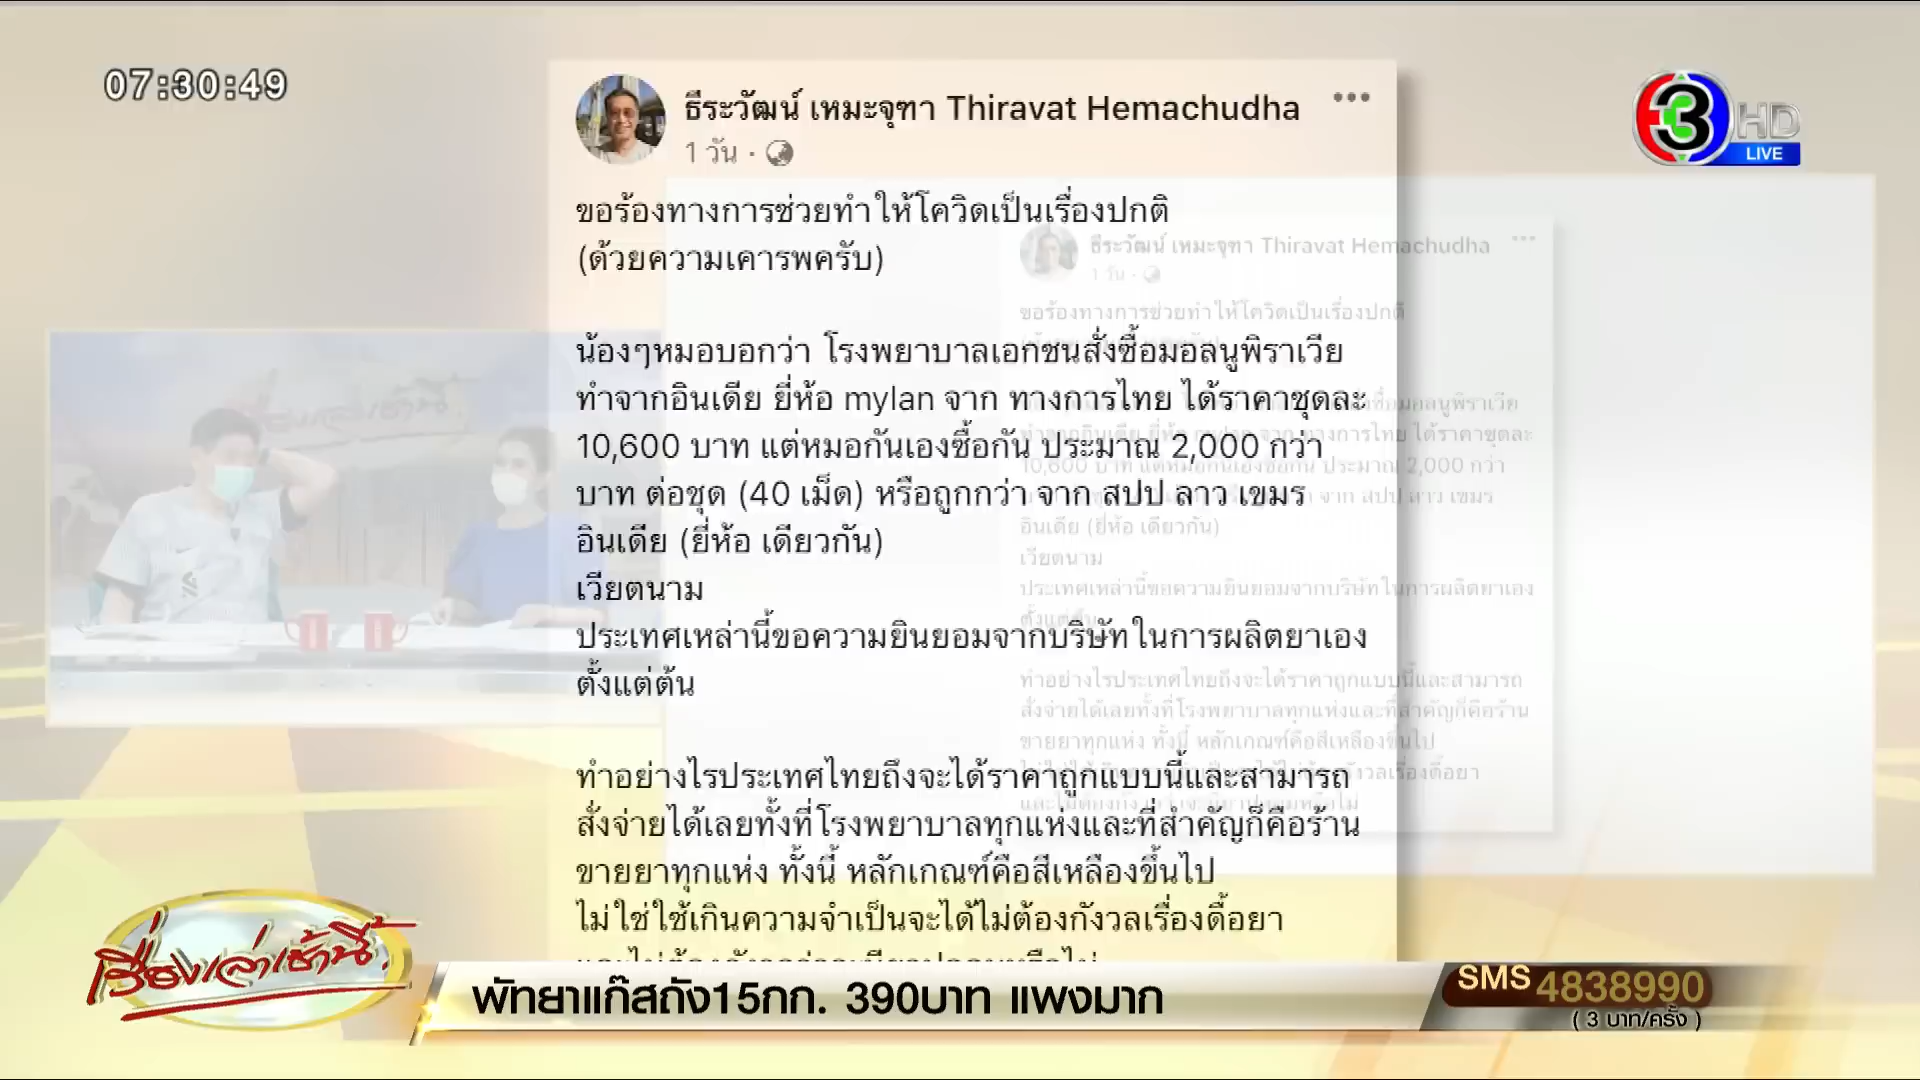 07:30:49
3 HD
LIVE
ธีระวัฒน์ เหมะจุฑา Thiravat Hemachudha
1 วัน ·
ขอร้องทางการช่วยทำให้โควิดเป็นเรื่องปกติ
(ด้วยความเคารพครับ)
น้องๆหมอบอกว่า โรงพยาบาลเอกชนสั่งซื้อมอลนูพิราเวีย
ทำจากอินเดีย ยี่ห้อ mylan จาก ทางการไทย ได้ราคาชุดละ
10,600 บาท แต่หมอกันเองซื้อกัน ประมาณ 2,000 กว่า
บาท ต่อชุด (40 เม็ด) หรือถูกกว่า จาก สปป ลาว เขมร
อินเดีย (ยี่ห้อ เดียวกัน)
เวียตนาม
ประเทศเหล่านี้ขอความยินยอมจากบริษัทในการผลิตยาเอง
ตั้งแต่ต้น
ทำอย่างไรประเทศไทยถึงจะได้ราคาถูกแบบนี้และสามารถ
สั่งจ่ายได้เลยทั้งที่โรงพยาบาลทุกแห่งและที่สำคัญก็คือร้าน
ขายยาทุกแห่ง ทั้งนี้ หลักเกณฑ์คือสีเหลืองขึ้นไป
ไม่ใช่ใช้เกินความจำเป็นจะได้ไม่ต้องกังวลเรื่องดื้อยา
เรื่องเล่าเช้านี้
พัทยาแก๊สถัง15กก. 390บาท แพงมาก
SMS 4838990
( 3 บาท/ครั้ง )